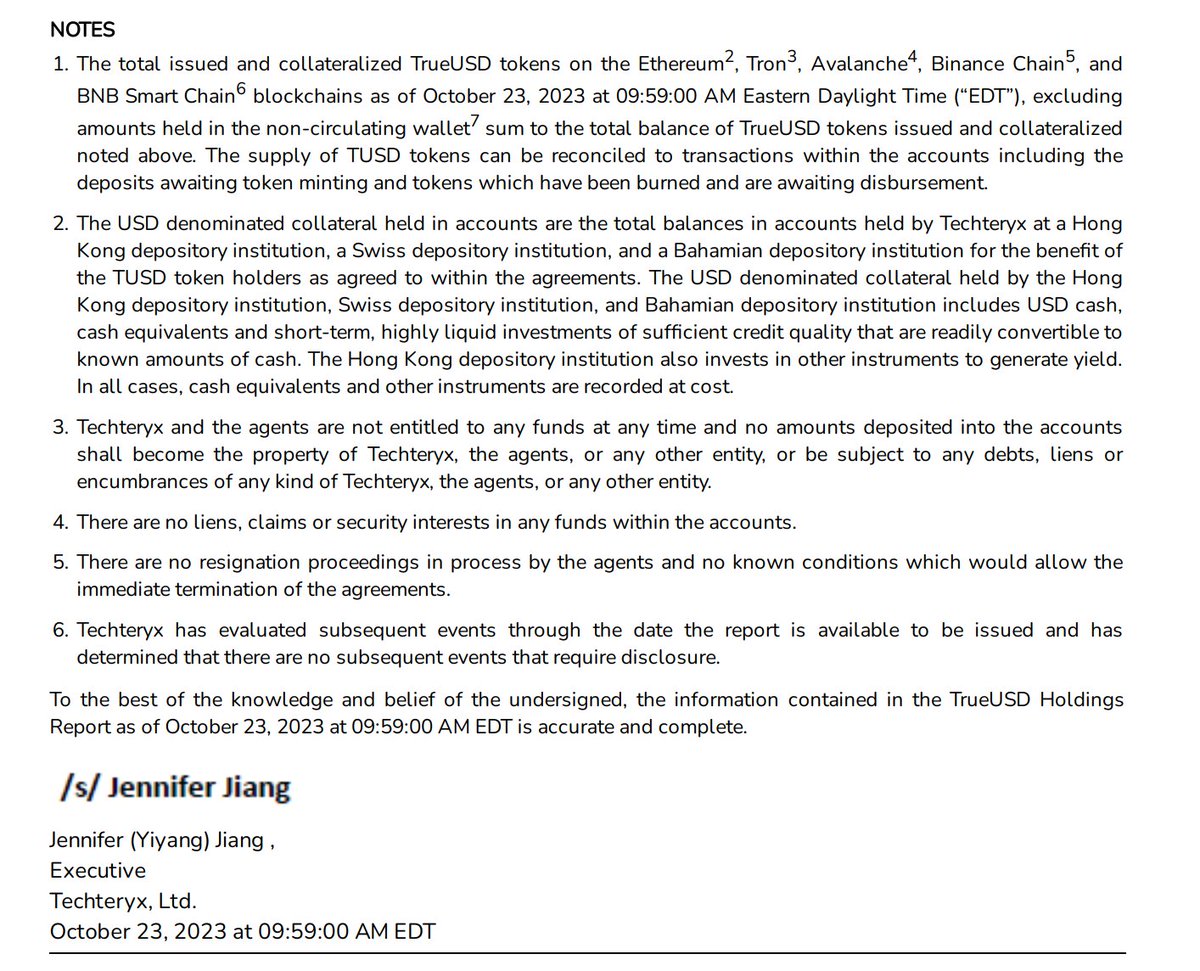 NOTES
1. The total issued and collateralized TrueUSD tokens on the Ethereum2, Tron3, Avalanche4, Binance Chain5, and
BNB Smart Chain6 blockchains as of October 23, 2023 at 09:59:00 AM Eastern Daylight Time (“EDT”), excluding
amounts held in the non-circulating wallet7 sum to the total balance of TrueUSD tokens issued and collateralized
noted above. The supply of TUSD tokens can be reconciled to transactions within the accounts including the
deposits awaiting token minting and tokens which have been burned and are awaiting disbursement.
2. The USD denominated collateral held in accounts are the total balances in accounts held by Techteryx at a Hong
Kong depository institution, a Swiss depository institution, and a Bahamian depository institution for the benefit of
the TUSD token holders as agreed to within the agreements. The USD denominated collateral held by the Hong
Kong depository institution, Swiss depository institution, and Bahamian depository institution includes USD cash,
cash equivalents and short-term, highly liquid investments of sufficient credit quality that are readily convertible to
known amounts of cash. The Hong Kong depository institution also invests in other instruments to generate yield.
In all cases, cash equivalents and other instruments are recorded at cost.
3. Techteryx and the agents are not entitled to any funds at any time and no amounts deposited into the accounts
shall become the property of Techteryx, the agents, or any other entity, or be subject to any debts, liens or
encumbrances of any kind of Techteryx, the agents, or any other entity.
4. There are no liens, claims or security interests in any funds within the accounts.
5. There are no resignation proceedings in process by the agents and no known conditions which would allow the
immediate termination of the agreements.
6. Techteryx has evaluated subsequent events through the date the report is available to be issued and has
determined that there are no subsequent events that require disclosure.
To the best of the knowledge and belief of the undersigned, the information contained in the TrueUSD Holdings
Report as of October 23, 2023 at 09:59:00 AM EDT is accurate and complete.
/s/ Jennifer Jiang
Jennifer (Yiyang) Jiang ,
Executive
Techteryx, Ltd.
October 23, 2023 at 09:59:00 AM EDT